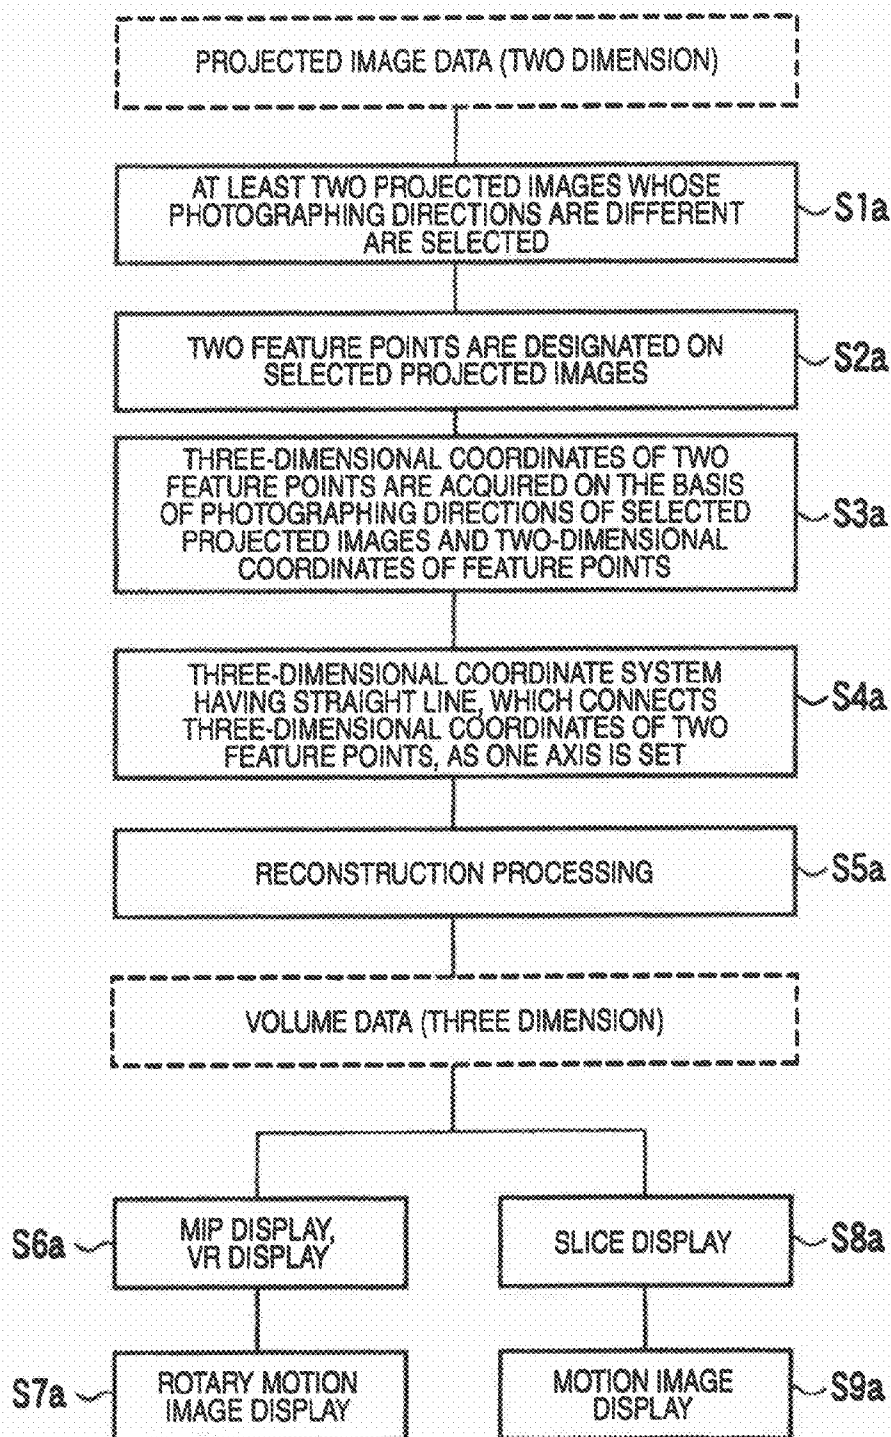 PROJECTED IMAGE DATA (TWO DIMENSION)
AT LEAST TWO PROJECTED IMAGES WHOSE
PHOTOGRAPHING DIRECTIONS ARE DIFFERENT
ARE SELECTED
S1a
TWO FEATURE POINTS ARE DESIGNATED ON
SELECTED PROJECTED IMAGES
S2a
THREE-DIMENSIONAL COORDINATES OF TWO
FEATURE POINTS ARE ACQUIRED ON THE BASIS
OF PHOTOGRAPHING DIRECTIONS OF SELECTED
PROJECTED IMAGES AND TWO-DIMENSIONAL
COORDINATES OF FEATURE POINTS
S3a
THREE-DIMENSIONAL COORDINATE SYSTEM
HAVING STRAIGHT LINE, WHICH CONNECTS
THREE-DIMENSIONAL COORDINATES OF TWO
FEATURE POINTS, AS ONE AXIS IS SET
S4a
RECONSTRUCTION PROCESSING
S5a
VOLUME DATA (THREE DIMENSION)
S6a
MIP DISPLAY,
VR DISPLAY
SLICE DISPLAY
S8a
S7a
ROTARY MOTION
IMAGE DISPLAY
MOTION IMAGE
DISPLAY
S9a